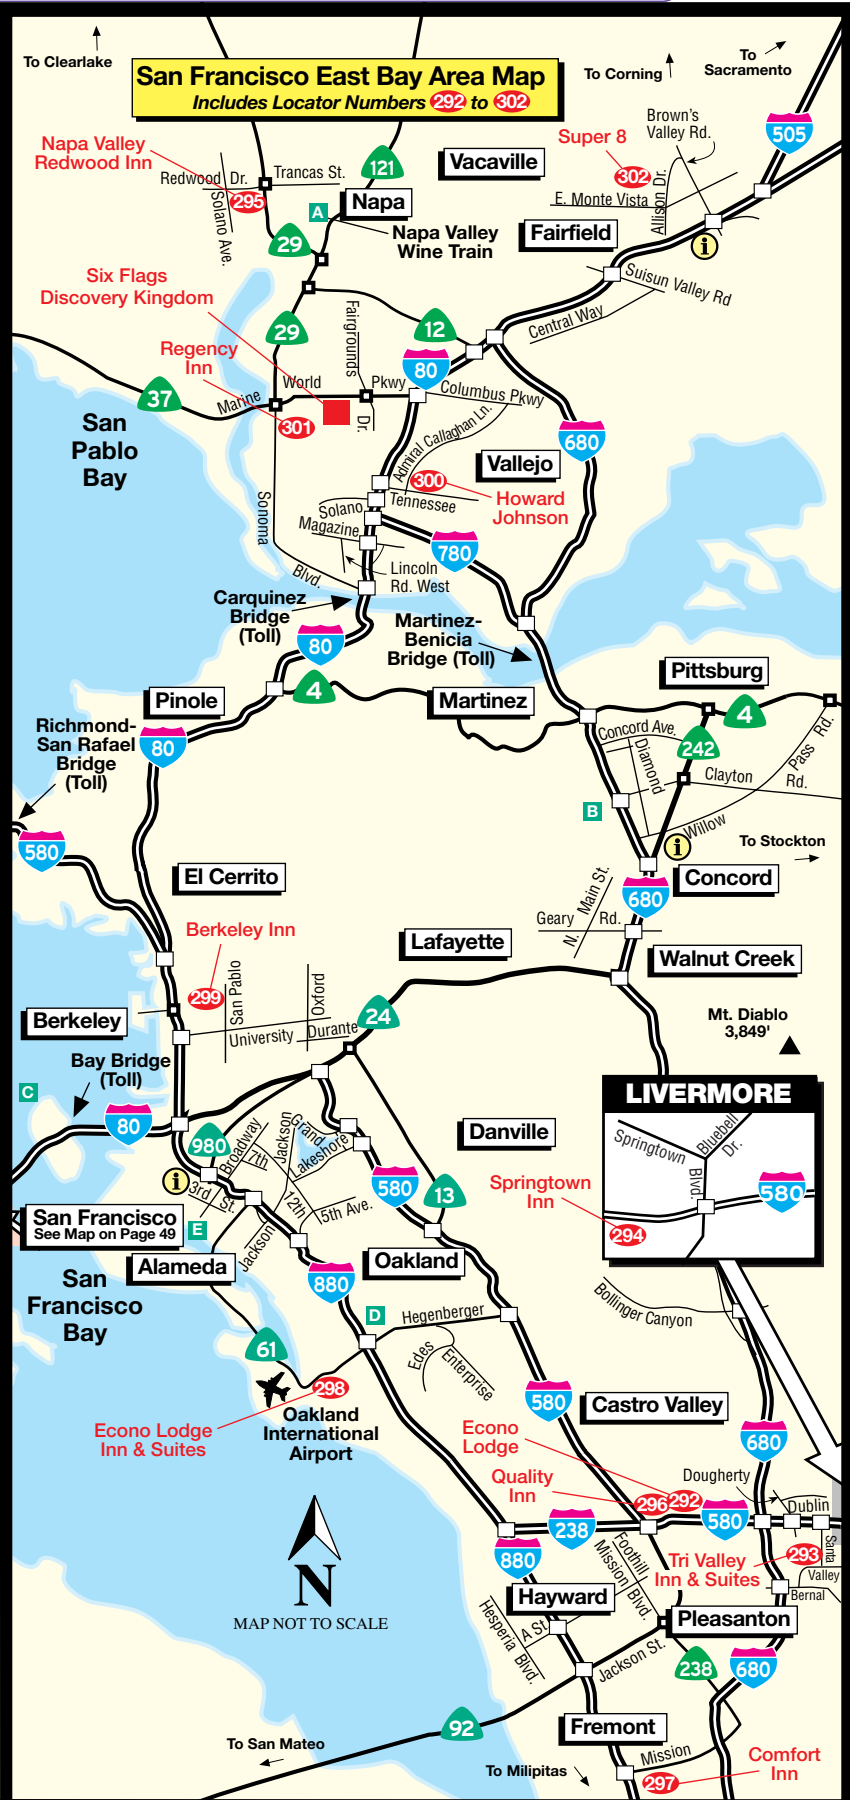 To Clearlake
San Francisco East Bay Area Map
Includes Locator Numbers 292 to 302
To Corning
To
Sacramento
Napa Valley
Redwood Inn
Redwood Dr.
Trancas St.
295
Solano Ave.
121
A
Napa
Napa Valley
Wine Train
29
Vacaville
Super 8
302
Brown's
Valley Rd.
505
E. Monte Vista
Allison Dr.
Fairfield
i
Suisun Valley Rd
Central Way
Six Flags
Discovery Kingdom
29
Fairgrounds
Dr.
12
80
Regency
Inn
World
Pkwy
Columbus Pkwy
37
Marine
301
San
Pablo
Bay
Admiral Callaghan Ln.
680
Vallejo
300
Howard
Johnson
Tennessee
Solano
Magazine
Sonoma
Blvd.
780
Lincoln
Rd. West
Carquinez
Bridge
(Toll)
80
Martinez-
Benicia
Bridge (Toll)
4
Pinole
Martinez
Pittsburg
4
Richmond-
San Rafael
Bridge
(Toll)
80
Concord Ave.
Diamond
242
Pass Rd.
Clayton
Rd.
B
Willow
580
i
To Stockton
El Cerrito
Concord
680
Main St.
Geary
Rd.
N.
Berkeley Inn
Lafayette
Walnut Creek
299
San Pablo
Oxford
Berkeley
University
Durante
24
Mt. Diablo
3,849'
Bay Bridge
(Toll)
C
80
LIVERMORE
Springtown
Bluebell
Dr.
Blvd.
580
294
Springtown
Inn
980
Broadway
7th
Jackson
Grand
Lakeshore
Danville
i
3rd
St.
12th
5th Ave.
580
13
San Francisco
See Map on Page 49
E
Jackson
Alameda
Oakland
San
Francisco
Bay
880
D
Hegenberger
Bollinger Canyon
61
Edes
Enterprise
298
Econo Lodge
Inn & Suites
Oakland
International
Airport
580
Castro Valley
Econo
Lodge
680
Quality
Inn
Dougherty
296
292
580
Dublin
N
MAP NOT TO SCALE
238
880
Foothill
Mission Blvd.
Tri Valley
Inn & Suites
293
Santa
Valley
Bernal
Hayward
Hesperia Blvd.
A St.
Pleasanton
Jackson St.
238
680
92
Fremont
To San Mateo
Mission
To Milipitas
297
Comfort
Inn